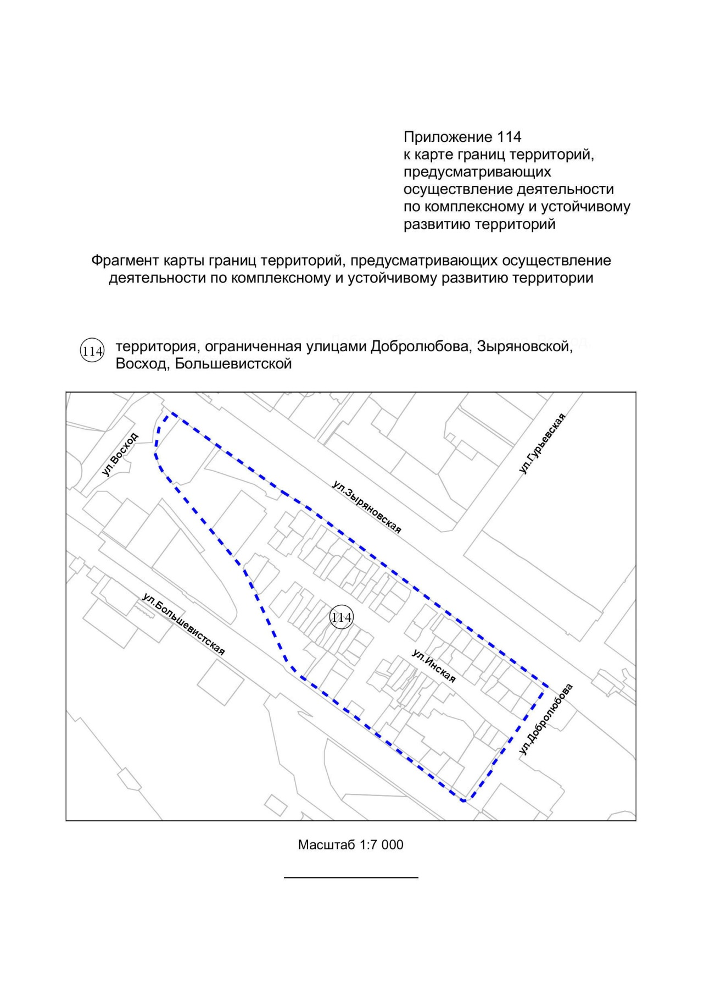 Приложение 114
к карте границ территорий,
предусматривающих
осуществление деятельности
по комплексному и устойчивому
развитию территорий
Фрагмент карты границ территорий, предусматривающих осуществление
деятельности по комплексному и устойчивому развитию территории
114
территория, ограниченная улицами Добролюбова, Зыряновской,
Восход, Большевистской
ул.Восход
ул.Гурьевская
ул.Зыряновская
ул.Большевистская
114
ул.Инская
ул.Добролюбова
Масштаб 1:7 000